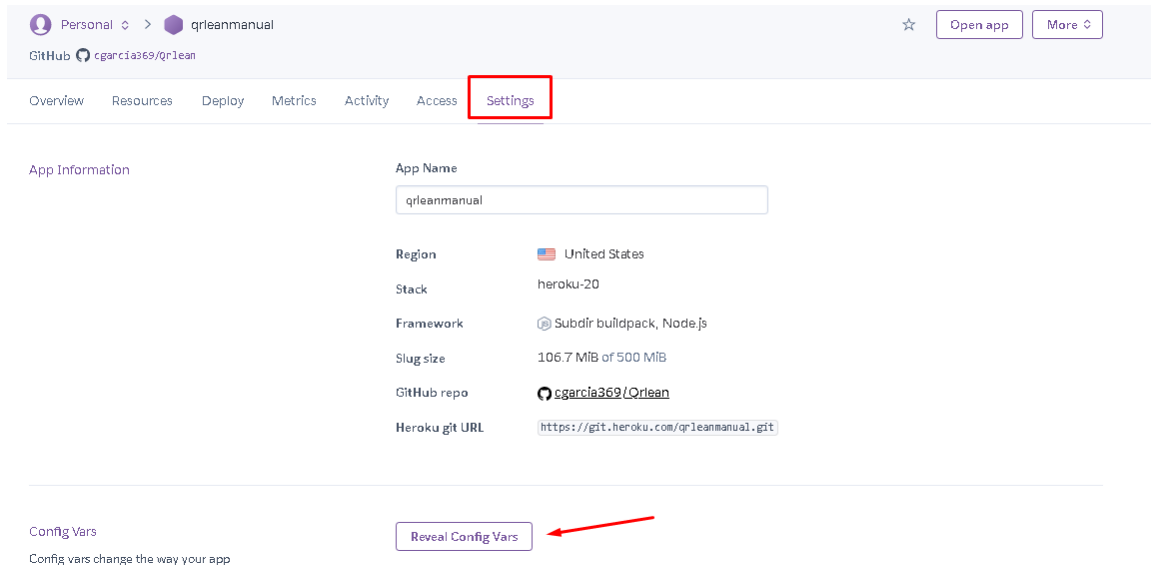 Personal > qrleanmanual
Open app
More
GitHub cgarcia369/Qrlean
Overview Resources Deploy Metrics Activity Access Settings
App Information
App Name
qrleanmanual
Region United States
Stack heroku-20
Framework Subdir buildpack, Node.js
Slug size 106.7 MiB of 500 MiB
GitHub repo cgarcia369/Qrlean
Heroku git URL https://git.heroku.com/qrleanmanual.git
Config Vars
Reveal Config Vars
Config vars change the way your app